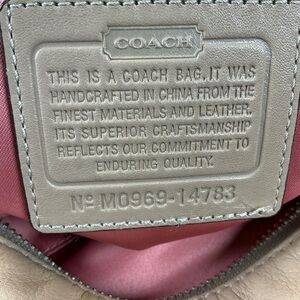 COACH
THIS IS A COACH BAG. IT WAS
HANDCRAFTED IN CHINA FROM THE
FINEST MATERIALS AND LEATHER.
ITS SUPERIOR CRAFTSMANSHIP
REFLECTS OUR COMMITMENT TO
ENDURING QUALITY.
Nº M0969-14783